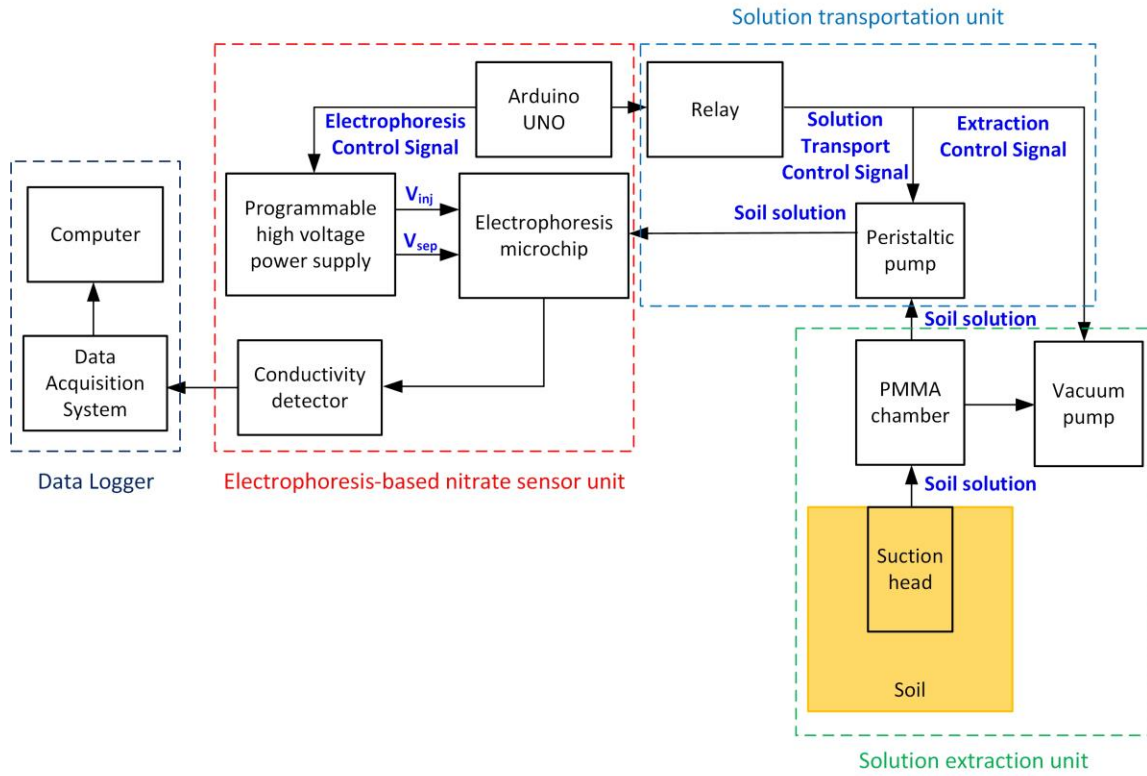 Solution transportation unit
Arduino
UNO
Relay
Electrophoresis
Control Signal
Solution
Transport
Control Signal
Extraction
Control Signal
Programmable
high voltage
power supply
V_inj
V_sep
Electrophoresis
microchip
Soil solution
Peristaltic
pump
Computer
Soil solution
Data
Acquisition
System
Conductivity
detector
PMMA
chamber
Vacuum
pump
Data Logger
Electrophoresis-based nitrate sensor unit
Soil solution
Suction
head
Soil
Solution extraction unit